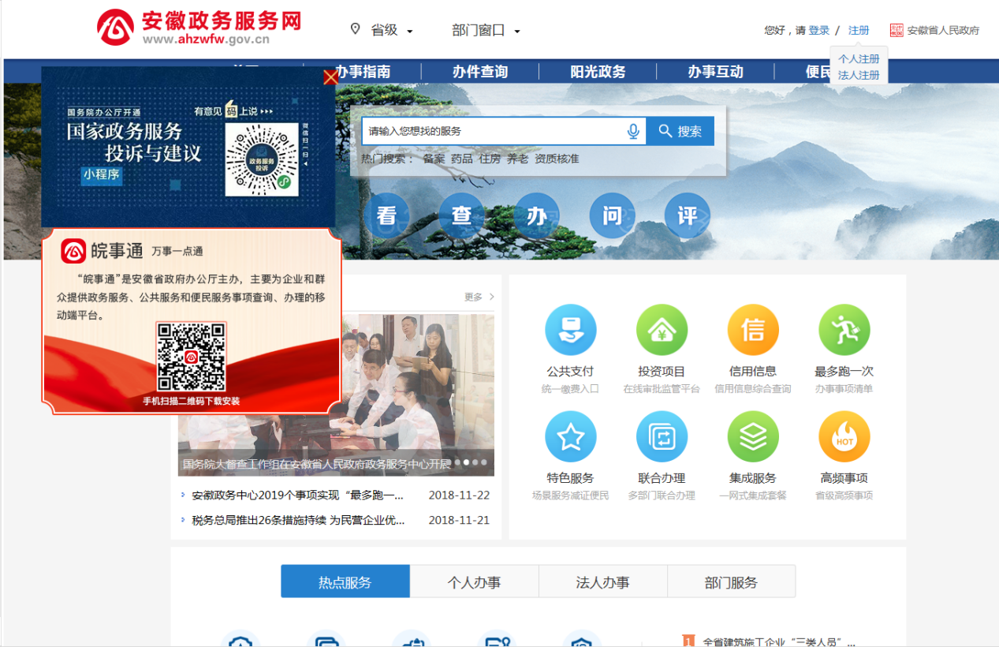 安徽政务服务网
www.ahzwfw.gov.cn
省级
部门窗口
您好，请 登录 / 注册
安徽省人民政府
个人注册
法人注册
办事指南
办件查询
阳光政务
办事互动
便民
国务院办公厅开通
国家政务服务
投诉与建议
小程序
有意见 码 上说
政务服务
投诉
微信扫一扫
请输入您想找的服务
搜索
热门搜索： 备案 药品 住房 养老 资质核准
看
查
办
问
评
皖事通 万事一点通
“皖事通”是安徽省政府办公厅主办，主要为企业和群
众提供政务服务、公共服务和便民服务事项查询、办理的移
动端平台。
手机扫描二维码下载安装
更多
国务院大督查工作组在安徽省人民政府政务服务中心开展
安徽政务中心2019个事项实现“最多跑一... 2018-11-22
税务总局推出26条措施持续 为民营企业优... 2018-11-21
公共支付
统一缴费入口
投资项目
在线审批监管平台
信
信用信息
信用信息综合查询
最多跑一次
办事事项清单
特色服务
场景服务减证便民
联合办理
多部门联合办理
集成服务
一网式集成套餐
HOT
高频事项
省级高频事项
热点服务
个人办事
法人办事
部门服务
1 全省建筑施工企业“三类人员”...